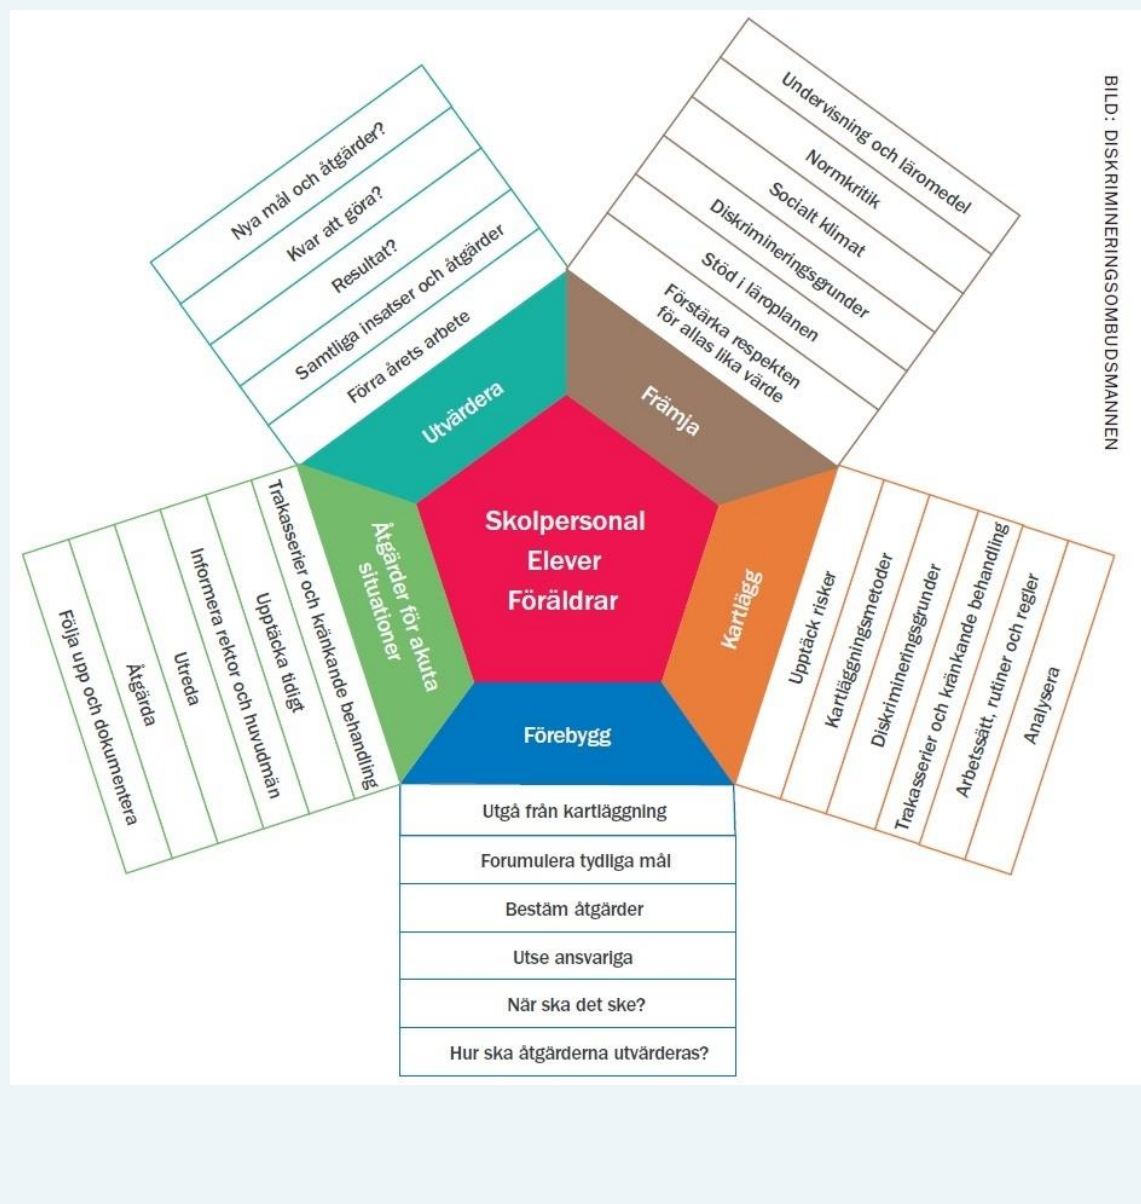 BILD: DISKRIMINERINGSOMBUDSMANNEN
Skolpersonal
Elever
Föräldrar
Främja
Undervisning och läromedel
Normkritik
Socialt klimat
Diskrimineringsgrunder
Stöd i läroplanen
Förstärka respekten
för allas lika värde
Kartlägg
Upptäck risker
Kartläggningsmetoder
Diskrimineringsgrunder
Trakasserier och kränkande behandling
Arbetssätt, rutiner och regler
Analysera
Förebygg
Utgå från kartläggning
Forumulera tydliga mål
Bestäm åtgärder
Utse ansvariga
När ska det ske?
Hur ska åtgärderna utvärderas?
Åtgärder för akuta
situationer
Trakasserier och kränkande behandling
Upptäcka tidigt
Informera rektor och huvudmän
Utreda
Åtgärda
Följa upp och dokumentera
Utvärdera
Nya mål och åtgärder?
Kvar att göra?
Resultat?
Samtliga insatser och åtgärder
Förra årets arbete